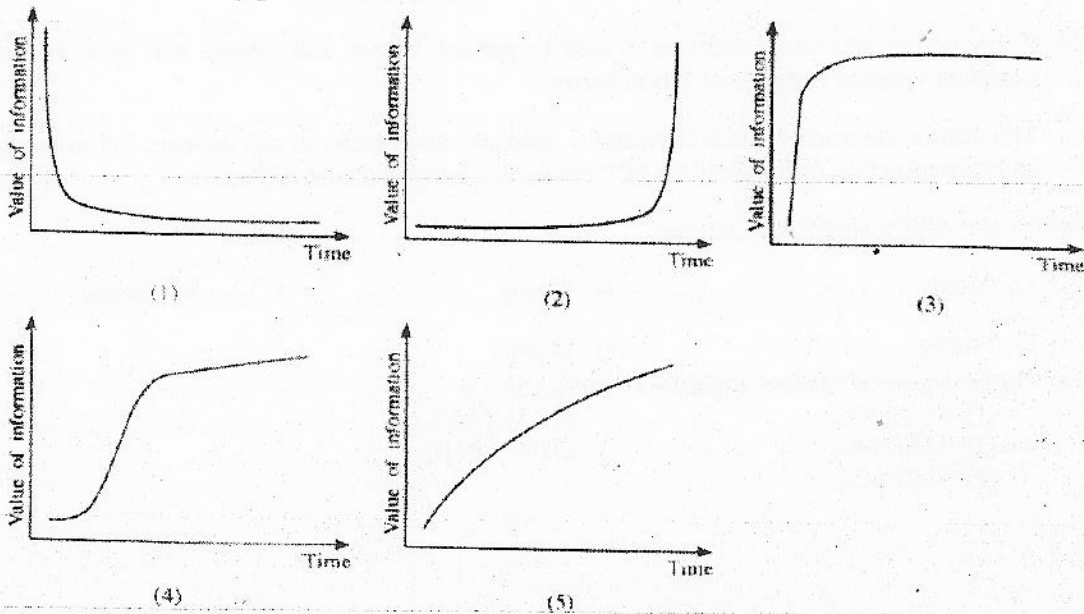 Value of information
Time
(1)
Value of information
Time
(2)
Value of information
Time
(3)
Value of information
Time
(4)
Value of information
Time
(5)